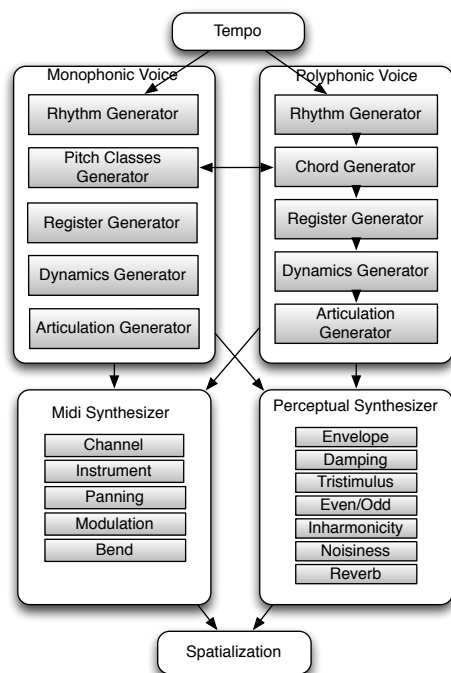 Tempo
Monophonic Voice
Rhythm Generator
Pitch Classes
Generator
Register Generator
Dynamics Generator
Articulation Generator
Polyphonic Voice
Rhythm Generator
Chord Generator
Register Generator
Dynamics Generator
Articulation
Generator
Midi Synthesizer
Channel
Instrument
Panning
Modulation
Bend
Perceptual Synthesizer
Envelope
Damping
Tristimulus
Even/Odd
Inharmonicity
Noisiness
Reverb
Spatialization